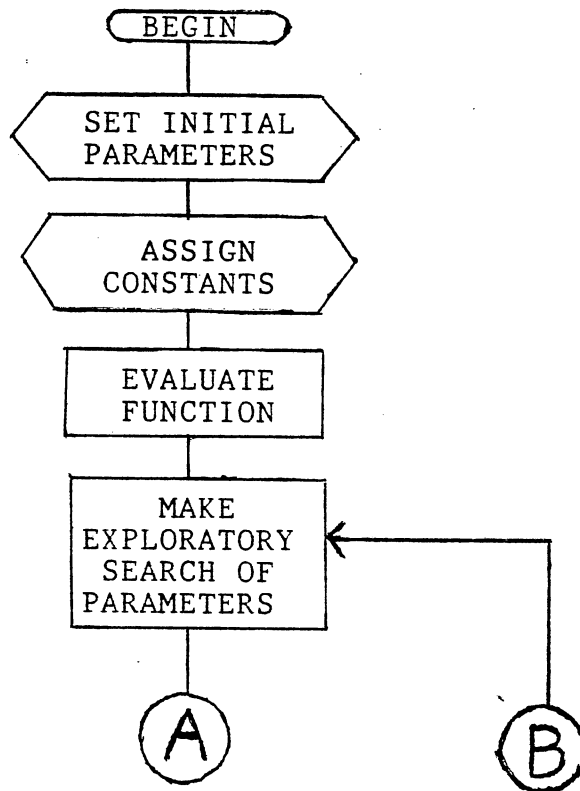 BEGIN
SET INITIAL
PARAMETERS
ASSIGN
CONSTANTS
EVALUATE
FUNCTION
MAKE
EXPLORATORY
SEARCH OF
PARAMETERS
A
B